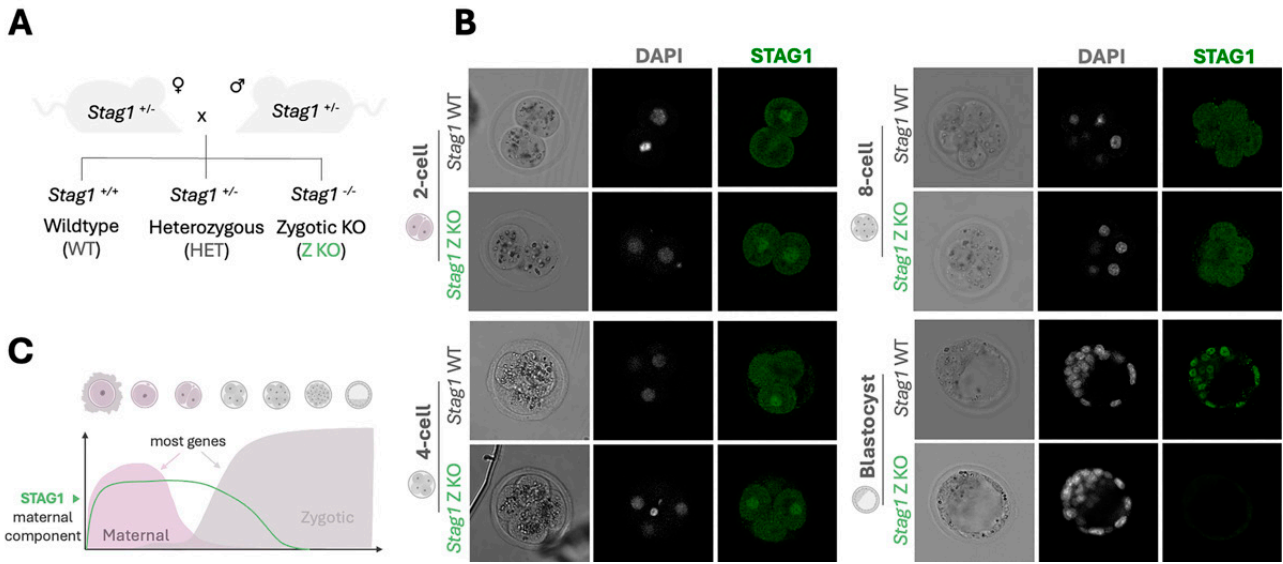 A
♀
♂
Stag1 +/-
x
Stag1 +/-
Stag1 +/+
Stag1 +/-
Stag1 -/-
Wildtype
(WT)
Heterozygous
(HET)
Zygotic KO
(Z KO)
B
DAPI
STAG1
2-cell
Stag1 WT
Stag1 Z KO
4-cell
Stag1 WT
Stag1 Z KO
DAPI
STAG1
8-cell
Stag1 WT
Stag1 Z KO
Blastocyst
Stag1 WT
Stag1 Z KO
C
most genes
STAG1
maternal
component
Maternal
Zygotic